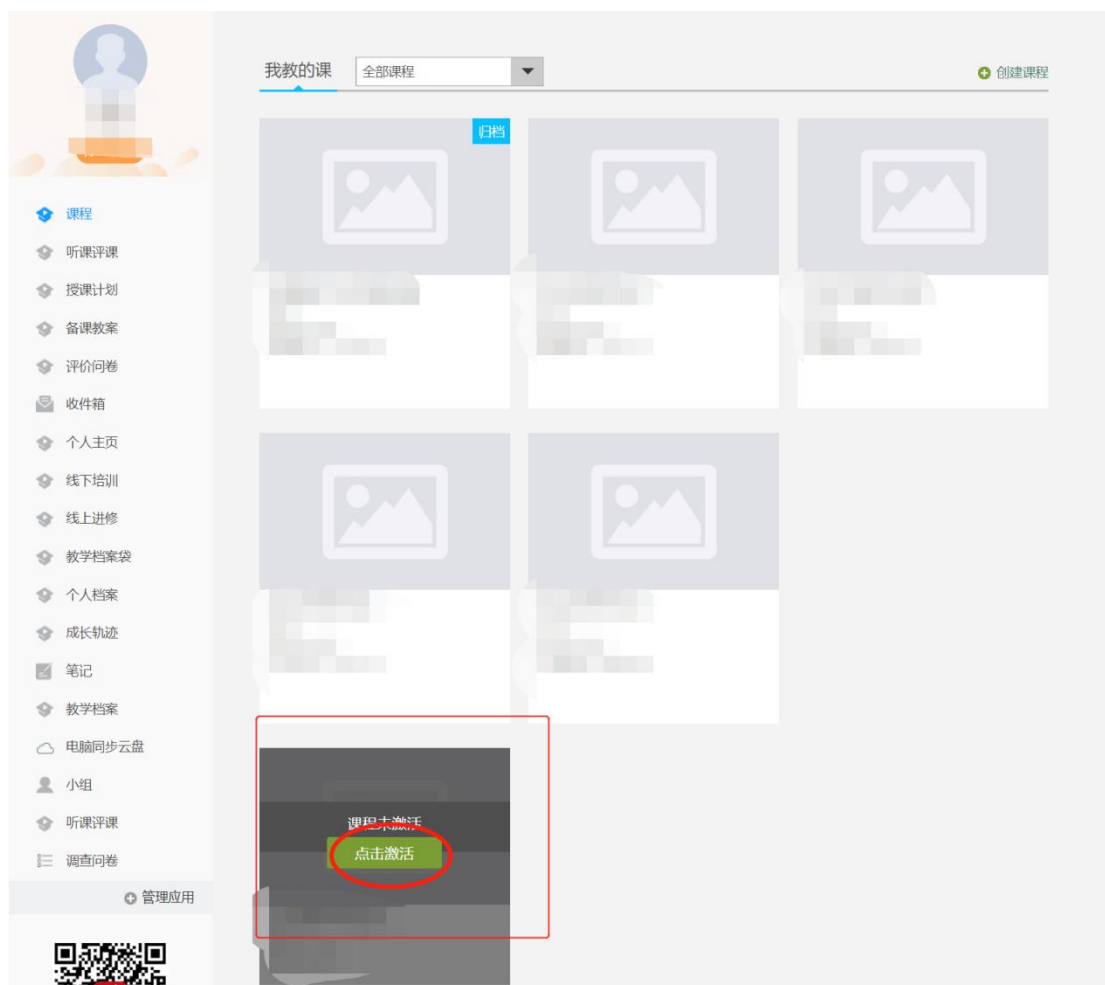 我教的课
全部课程
创建课程
归档
课程
听课评课
授课计划
备课教案
评价问卷
收件箱
个人主页
线下培训
线上进修
教学档案袋
个人档案
成长轨迹
笔记
教学档案
电脑同步云盘
小组
听课评课
调查问卷
管理应用
课程未激活
点击激活